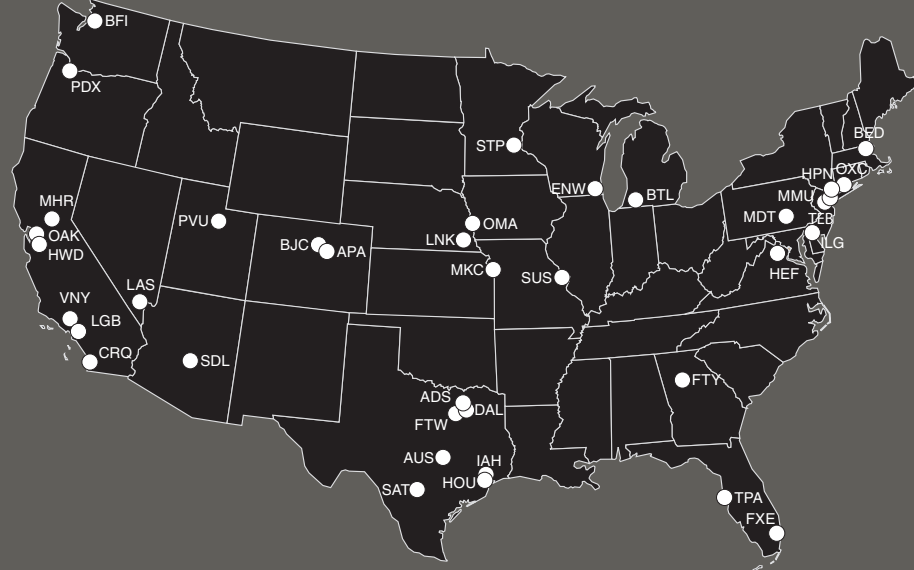 BFI
PDX
BED
STP
OXC
HPN
ENW
BTL
MMU
MHR
MDT
TEB
PVU
OMA
OAK
LNK
ILG
BJC
APA
HWD
MKC
HEF
SUS
LAS
VNY
LGB
CRQ
SDL
FTY
ADS
DAL
FTW
AUS
IAH
HOU
SAT
TPA
FXE